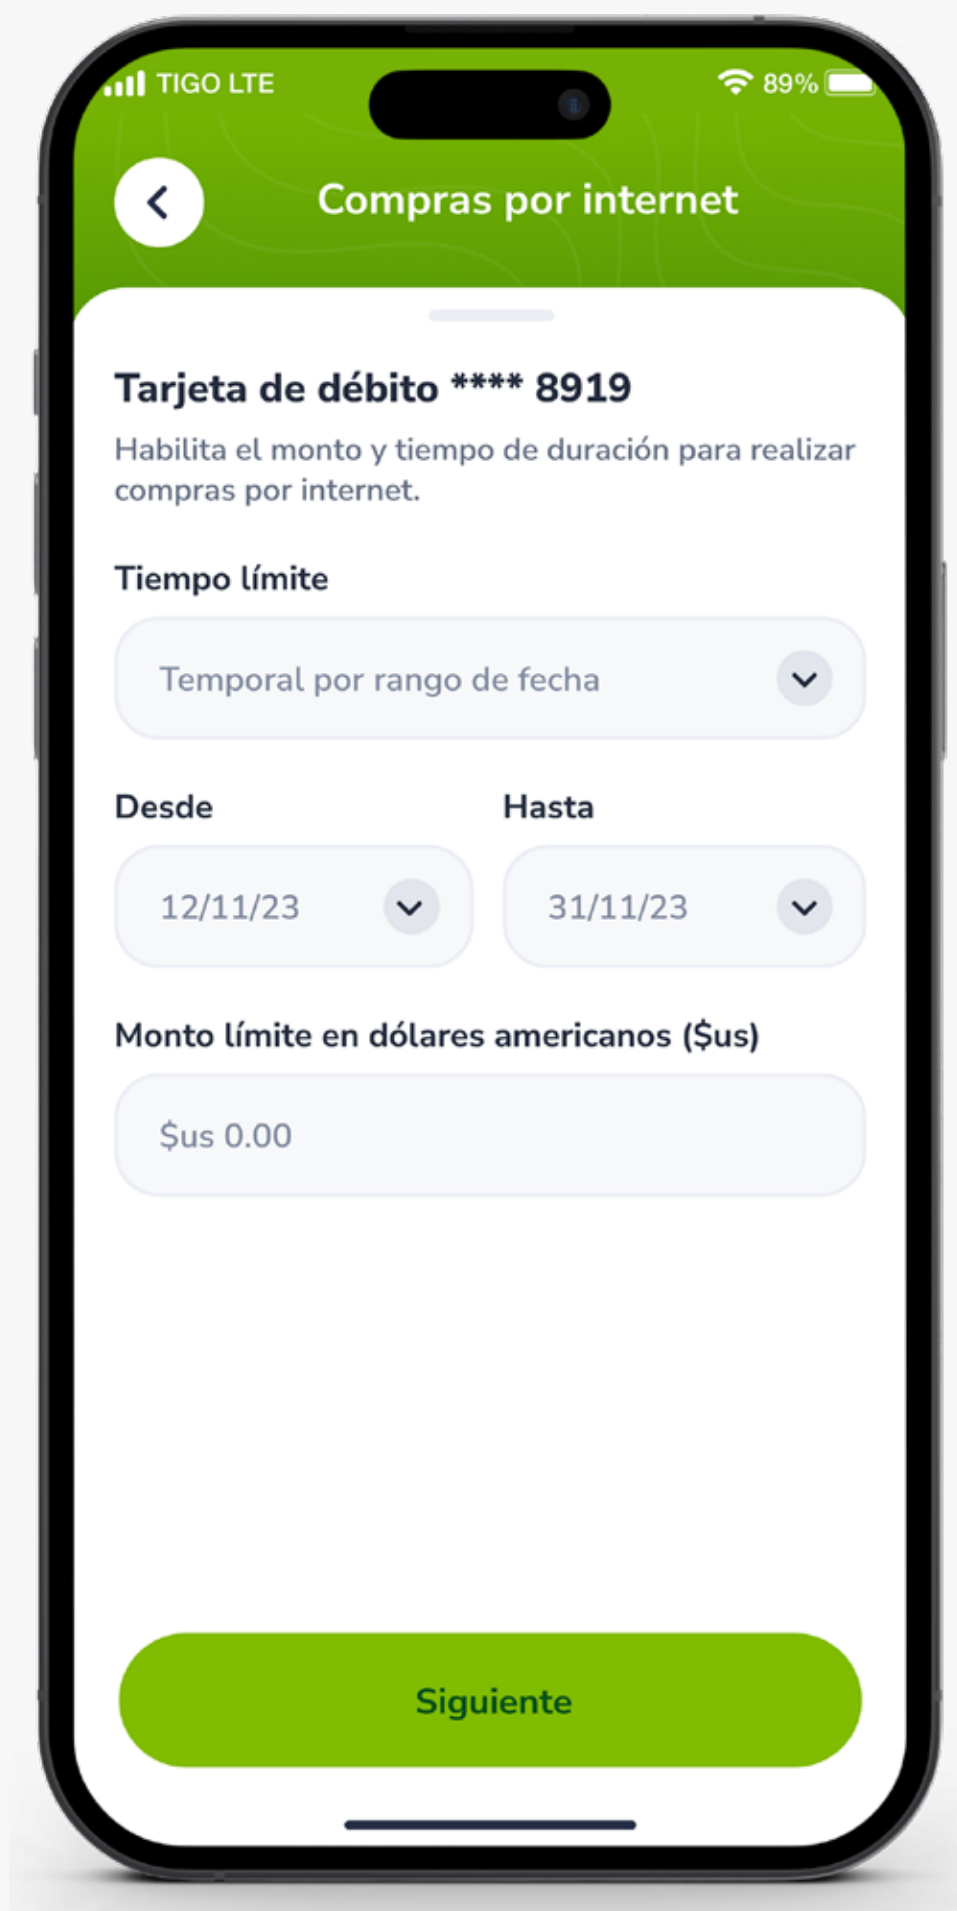 TIGO LTE
89%
Compras por internet
Tarjeta de débito **** 8919
Habilita el monto y tiempo de duración para realizar
compras por internet.
Tiempo límite
Temporal por rango de fecha
Desde
Hasta
12/11/23
31/11/23
Monto límite en dólares americanos ($us)
$us 0.00
Siguiente